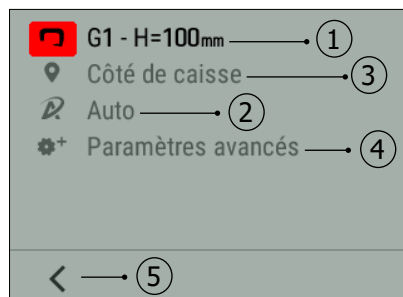 G1 - H=100mm 1
Côté de caisse 3
Auto 2
Paramètres avancés 4
5